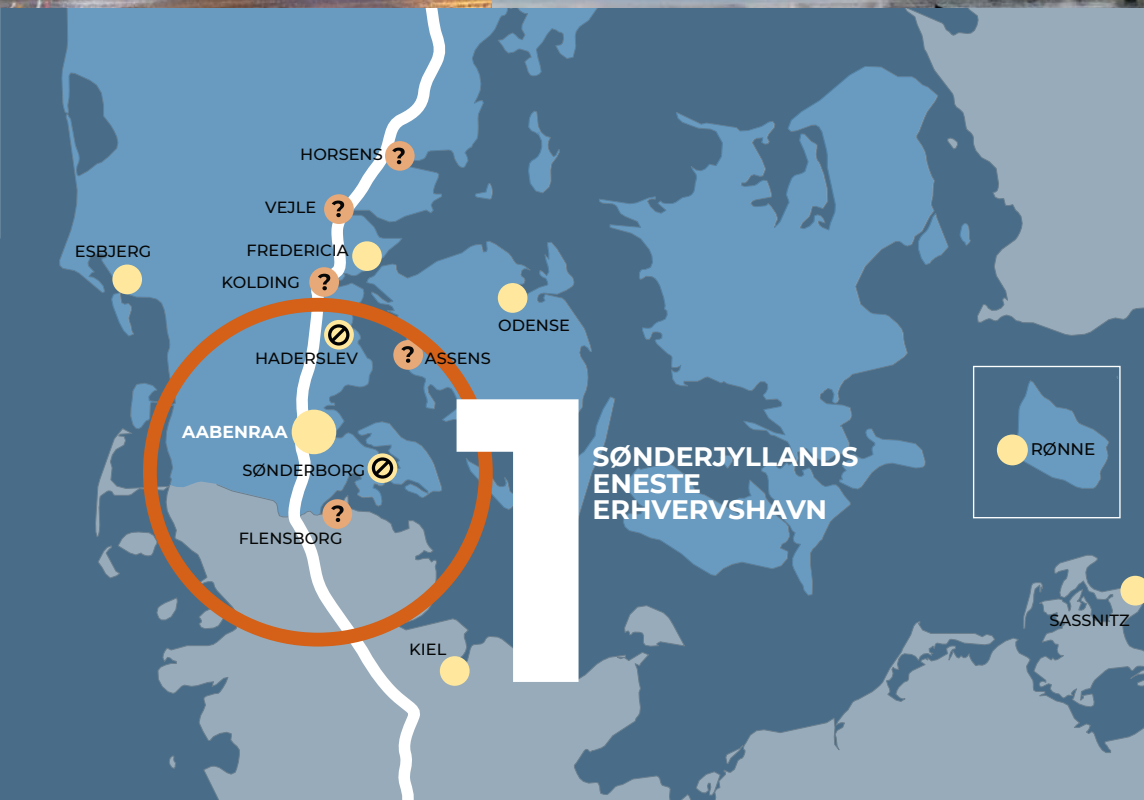 HORSENS ?
VEJLE ?
ESBJERG
FREDERICIA
KOLDING ?
ODENSE
HADERSLEV
? ASSENS
AABENRAA
SØNDERBORG
1
SØNDERJYLLANDS
ENESTE
ERHVERVSHAVN
RØNNE
?
FLENSBORG
SASSNITZ
KIEL